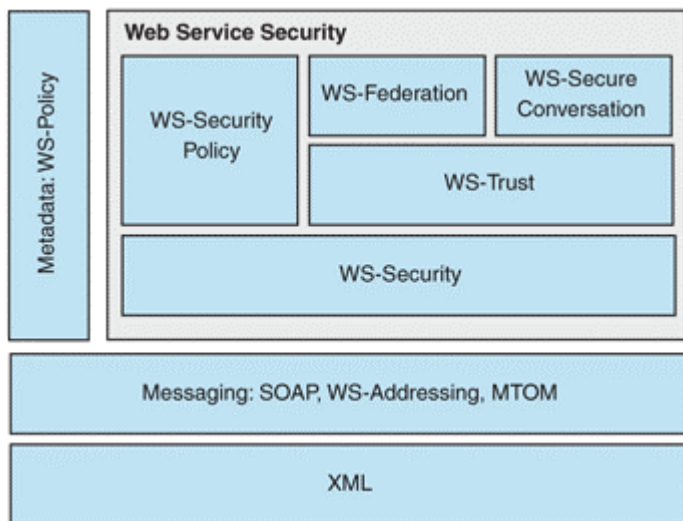 Metadata: WS-Policy
Web Service Security
WS-Security
Policy
WS-Federation
WS-Secure
Conversation
WS-Trust
WS-Security
Messaging: SOAP, WS-Addressing, MTOM
XML